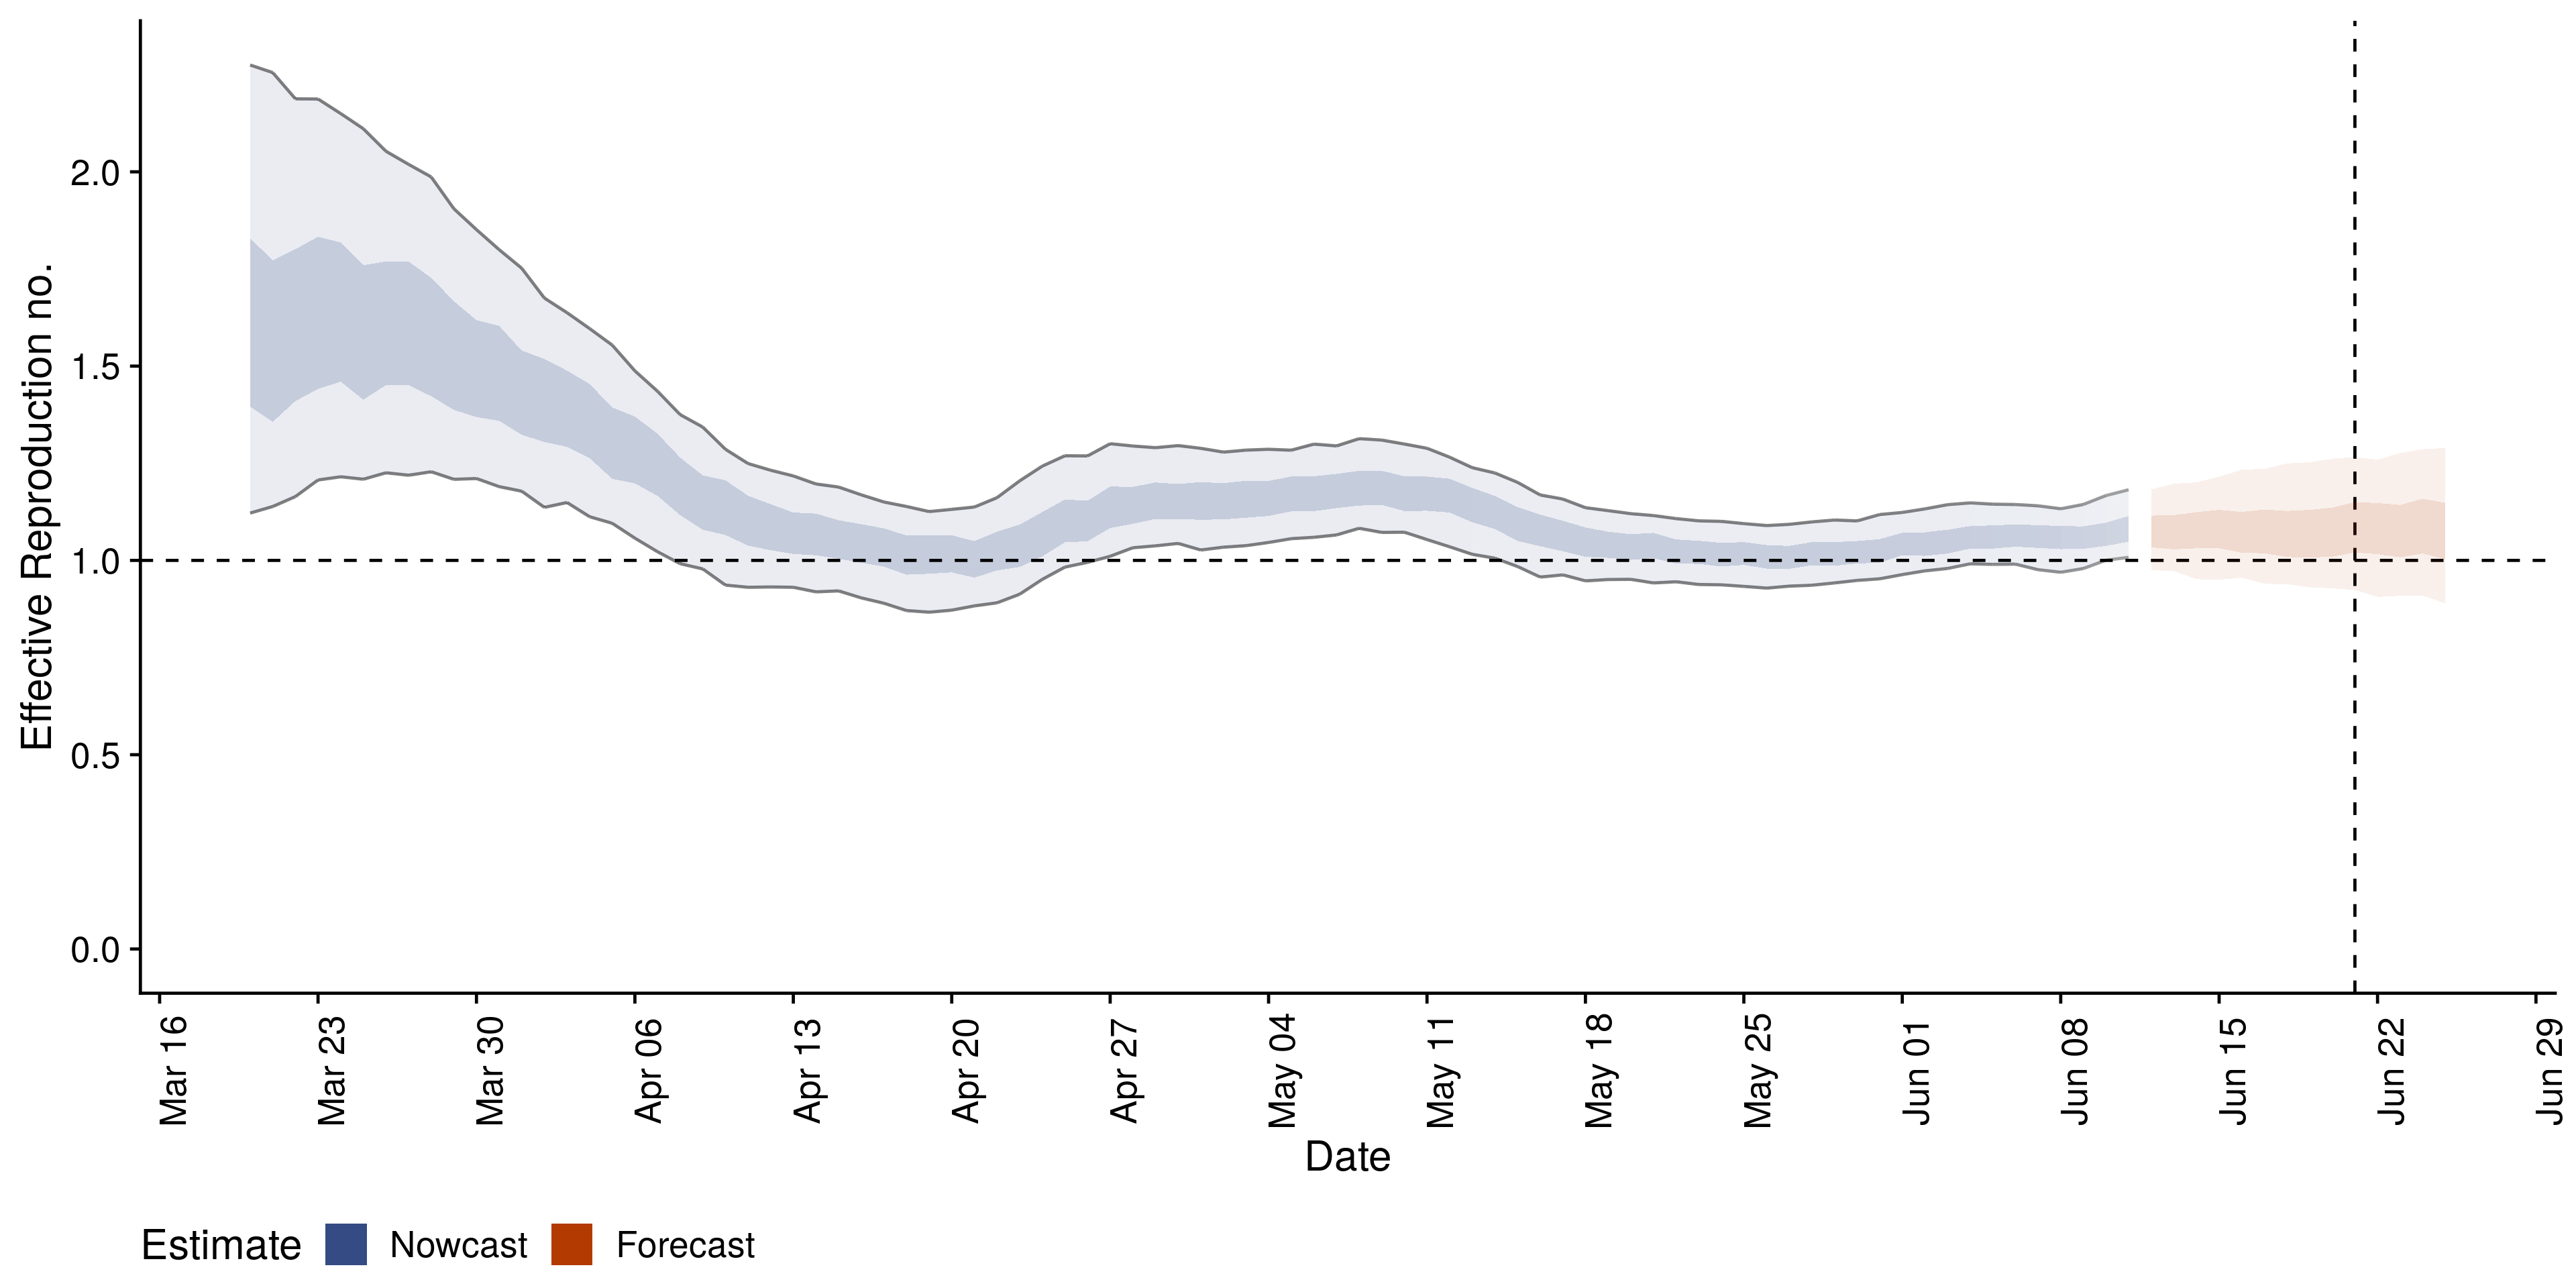 Effective Reproduction no.
2.0
1.5
1.0
0.5
0.0
Mar 16
Mar 23
Mar 30
Apr 06
Apr 13
Apr 20
Apr 27
May 04
May 11
May 18
May 25
Jun 01
Jun 08
Jun 15
Jun 22
Jun 29
Date
Estimate Nowcast Forecast